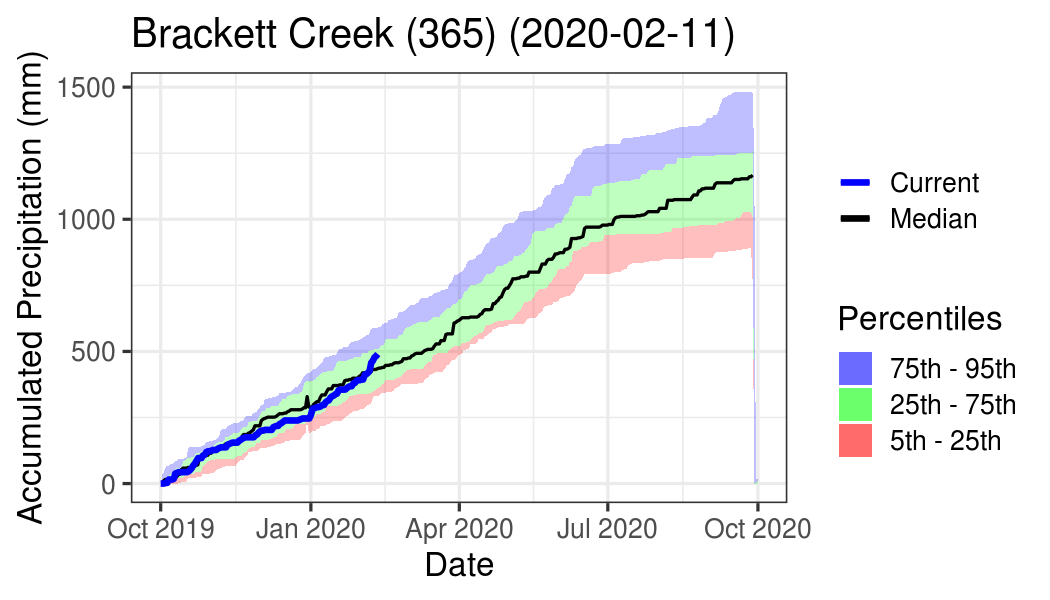 Brackett Creek (365) (2020-02-11)
Accumulated Precipitation (mm)
1500
1000
500
0
Oct 2019
Jan 2020
Apr 2020
Jul 2020
Oct 2020
Date
Current
Median
Percentiles
75th - 95th
25th - 75th
5th - 25th